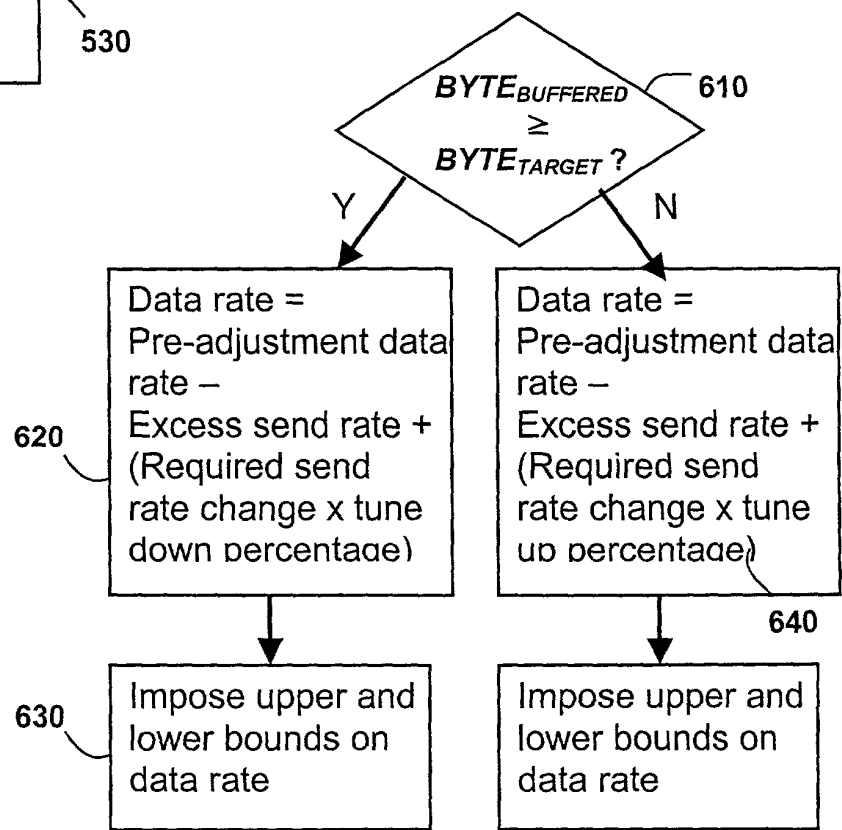 530
BYTE_BUFFERED
≥
BYTE_TARGET ?
610
Y
N
Data rate =
Pre-adjustment data
rate –
Excess send rate +
(Required send
rate change x tune
down percentage)
620
Data rate =
Pre-adjustment data
rate –
Excess send rate +
(Required send
rate change x tune
up percentage)
640
Impose upper and
lower bounds on
data rate
630
Impose upper and
lower bounds on
data rate